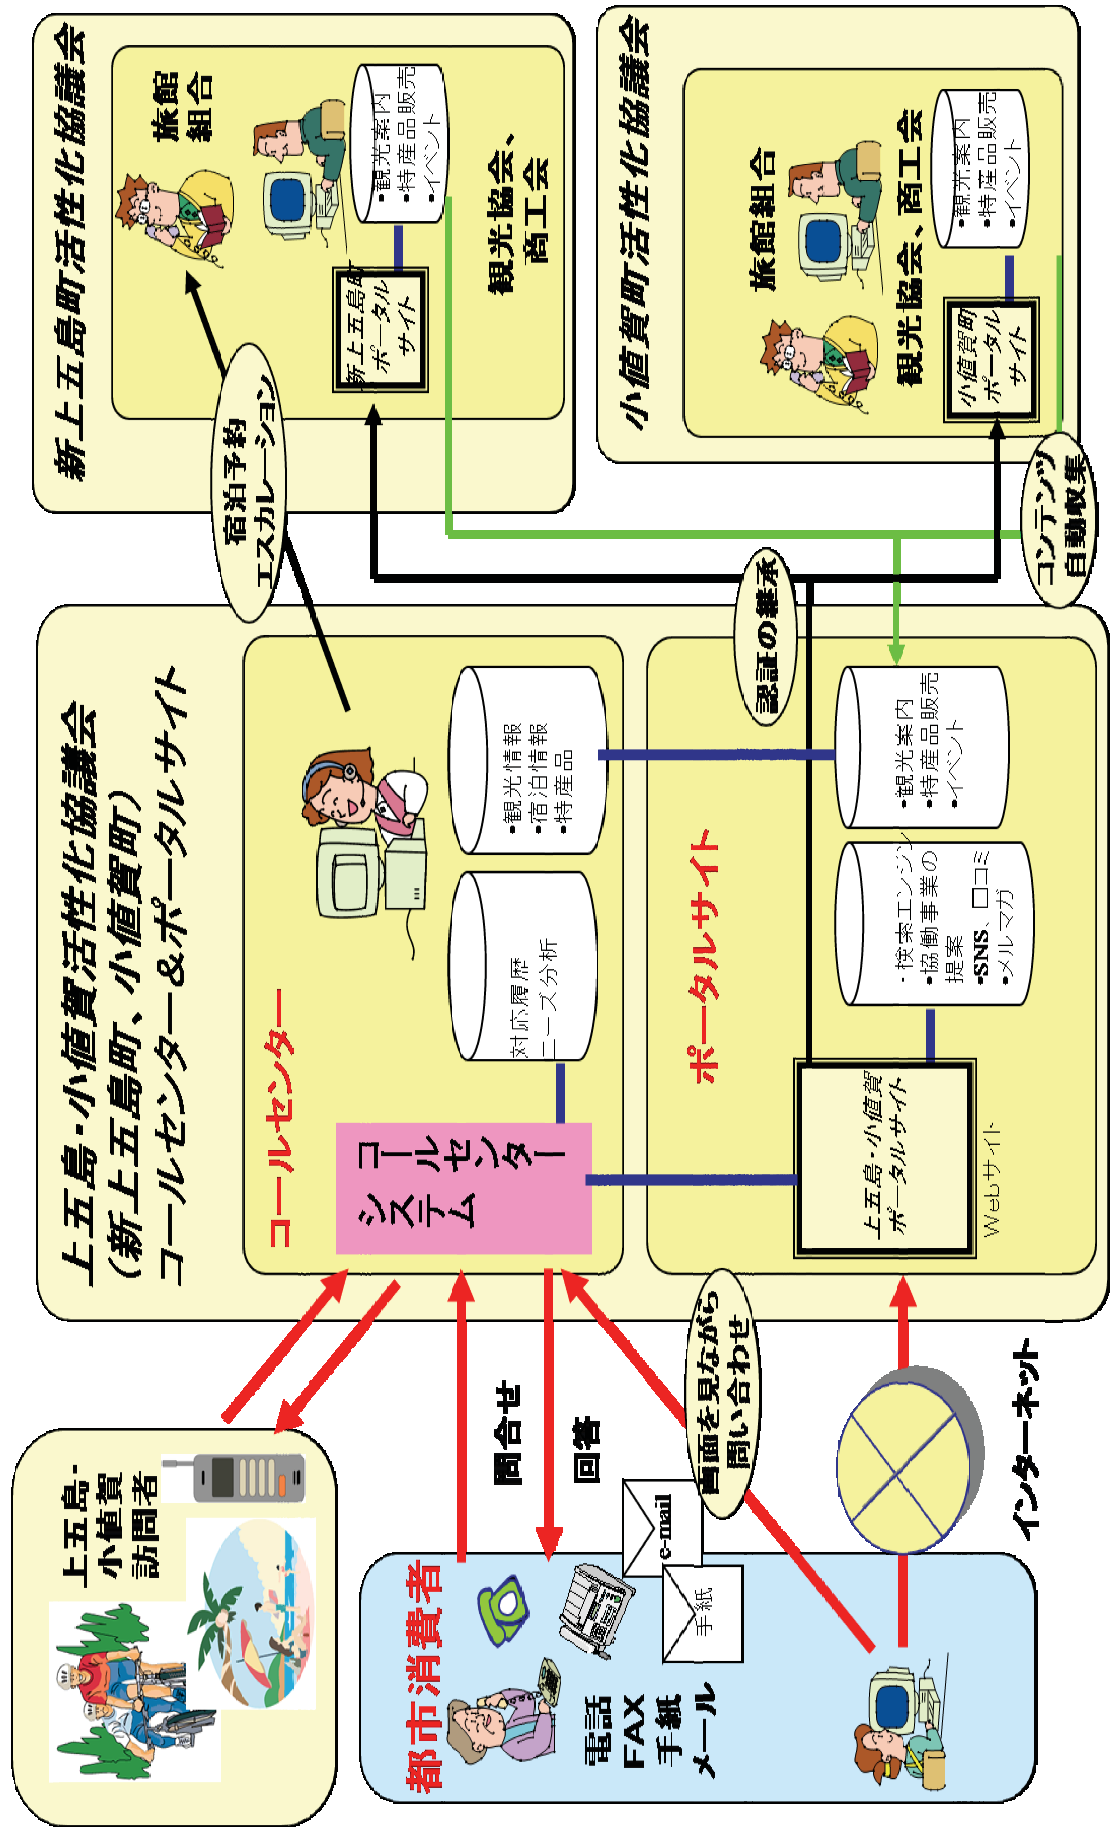 上五島・
小値賀
訪問者
都市消費者
電話
FAX
手紙
メール
e-mail
手紙
問合せ
回答
画面を見ながら
問い合わせ
インターネット
上五島・小値賀活性化協議会
（新上五島町、小値賀町）
コールセンター&ポータルサイト
コールセンター
コールセンター
システム
対応履歴
ニーズ分析
・観光情報
・宿泊情報
・特産品
ポータルサイト
上五島・小値賀
ポータルサイト
Webサイト
・検索エンジン
・協働事業の
提案
・SNS、口コミ
・メルマガ
・観光案内
・特産品販売
・イベント
宿泊予約
エスカレーション
認証の継承
コンテンツ
自動収集
新上五島町活性化協議会
旅館
組合
・観光案内
・特産品販売
・イベント
新上五島町
ポータル
サイト
観光協会、
商工会
小値賀町活性化協議会
旅館組合
観光協会、商工会
・観光案内
・特産品販売
・イベント
小値賀町
ポータル
サイト